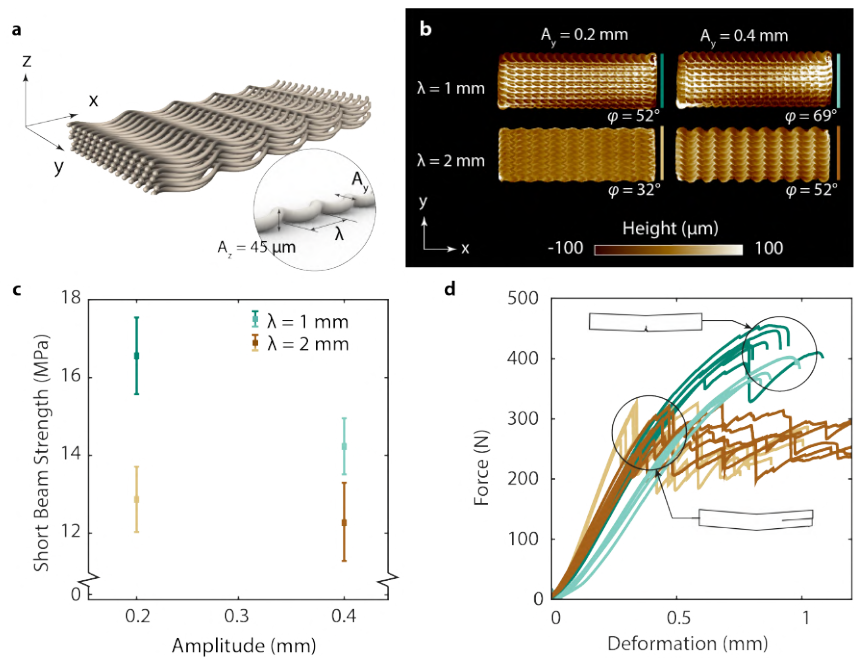 a
z
x
y
A_y
λ
A_z = 45 μm
b
A_y = 0.2 mm
A_y = 0.4 mm
λ = 1 mm
φ = 52°
φ = 69°
λ = 2 mm
φ = 32°
φ = 52°
y
x
Height (μm)
-100
100
c
18
16
14
12
0
0.2
0.3
0.4
Short Beam Strength (MPa)
Amplitude (mm)
λ = 1 mm
λ = 2 mm
d
500
400
300
200
100
0
0
0.5
1
Force (N)
Deformation (mm)